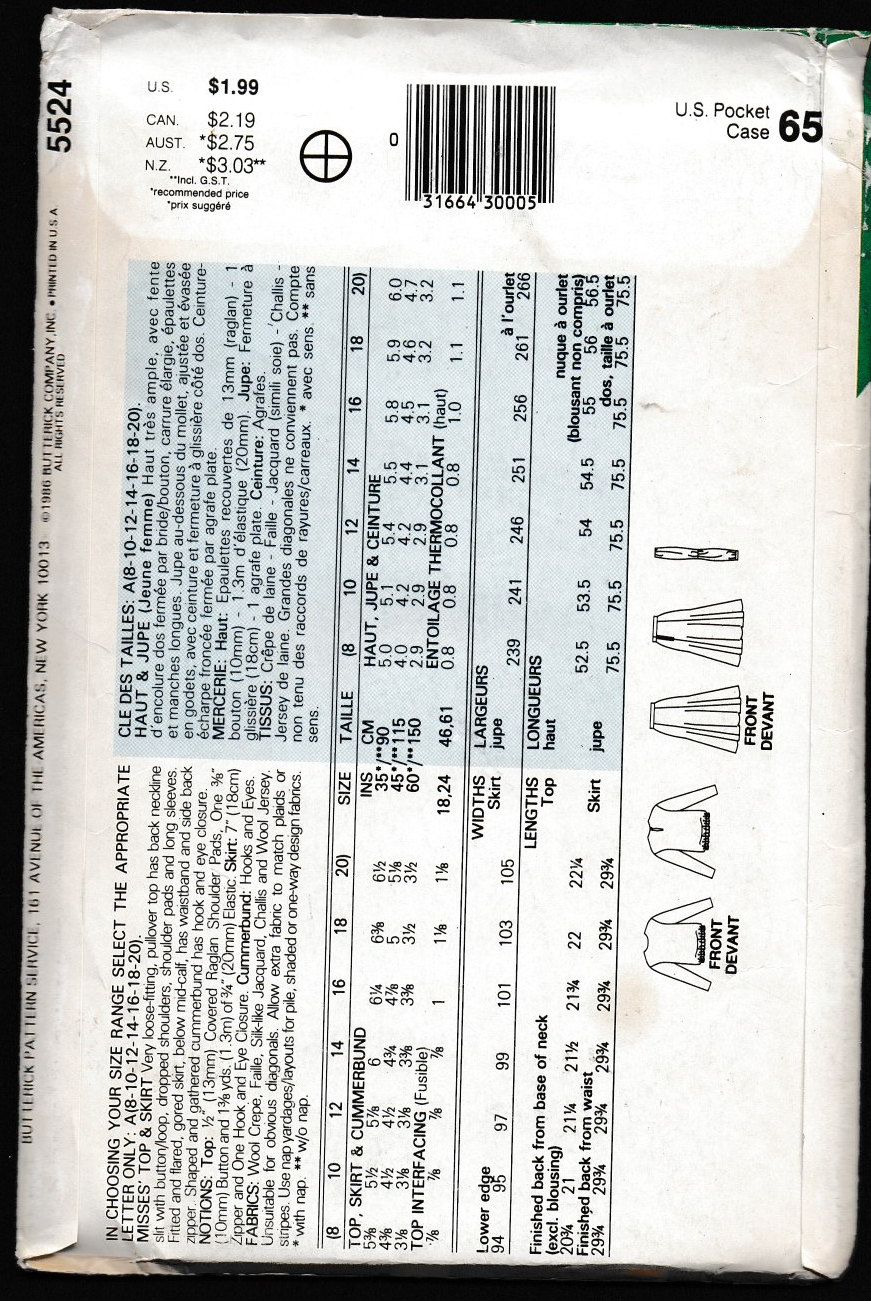 5524
U.S. $1.99
CAN. $2.19
AUST. *$2.75
N.Z. *$3.03**
**Incl. G.S.T.
*recommended price
*prix suggéré
0
31664 30005
U.S. Pocket
Case 65
BUTTERICK PATTERN SERVICE, 161 AVENUE OF THE AMERICAS, NEW YORK 10013 ©1986 BUTTERICK COMPANY, INC. • PRINTED IN U.S.A.
ALL RIGHTS RESERVED
IN CHOOSING YOUR SIZE RANGE SELECT THE APPROPRIATE
LETTER ONLY: A(8-10-12-14-16-18-20).
MISSES' TOP & SKIRT Very loose-fitting, pullover top has back neckline
slit with button/loop, dropped shoulders, shoulder pads and long sleeves.
Fitted and flared, gored skirt, below mid-calf, has waistband and side back
zipper. Shaped and gathered cummerbund has hook and eye closure.
NOTIONS: Top: ½" (13mm) Covered Raglan Shoulder Pads, One ⅜"
(10mm) Button and 1⅜ yds. (1.3m) of ¾" (20mm) Elastic. Skirt: 7" (18cm)
Zipper and One Hook and Eye Closure. Cummerbund: Hooks and Eyes.
FABRICS: Wool Crepe, Faille, Silk-like Jacquard, Challis and Wool Jersey.
Unsuitable for obvious diagonals. Allow extra fabric to match plaids or
stripes. Use nap yardages/layouts for pile, shaded or one-way design fabrics.
* with nap. ** w/o nap.
CLE DES TAILLES: A(8-10-12-14-16-18-20).
HAUT & JUPE (Jeune femme) Haut très ample, avec fente
d'encolure dos fermée par bride/bouton, carrure élargie, épaulettes
et manches longues. Jupe au-dessous du mollet, ajustée et évasée
en godets, avec ceinture et fermeture à glissière côté dos. Ceinture-
écharpe froncée fermée par agrafe plate.
MERCERIE: Haut: Epaulettes recouvertes de 13mm (raglan) - 1
bouton (10mm) - 1.3m d'élastique (20mm). Jupe: Fermeture à
glissière (18cm) - 1 agrafe plate. Ceinture: Agrafes.
TISSUS: Crêpe de laine - Faille - Jacquard (simili soie) - Challis -
Jersey de laine. Grandes diagonales ne conviennent pas. Compte
non tenu des raccords de rayures/carreaux. * avec sens. ** sans
sens.
(8 10 12 14 16 18 20) SIZE TAILLE (8 10 12 14 16 18 20)
TOP, SKIRT & CUMMERBUND INS CM HAUT, JUPE & CEINTURE
5⅜ 5½ 5⅞ 6 6¼ 6⅜ 6½ 35*/**90 5.0 5.1 5.4 5.5 5.8 5.9 6.0
4⅜ 4½ 4½ 4¾ 4⅞ 5 5⅛ 45*/**115 4.0 4.2 4.2 4.4 4.5 4.6 4.7
3⅛ 3⅛ 3⅛ 3⅜ 3⅜ 3½ 3½ 60*/**150 2.9 2.9 2.9 3.1 3.1 3.2 3.2
TOP INTERFACING (Fusible) ENTOILAGE THERMOCOLLANT (haut)
⅞ ⅞ ⅞ ⅞ 1 1⅛ 1⅛ 18,24 46,61 0.8 0.8 0.8 0.8 1.0 1.1 1.1
WIDTHS LARGEURS
Lower edge Skirt jupe à l'ourlet
94 95 97 99 101 103 105 239 241 246 251 256 261 266
LENGTHS LONGUEURS
Finished back from base of neck Top haut nuque à ourlet
(excl. blousing) (blousant non compris)
20¾ 21 21¼ 21½ 21¾ 22 22¼ 52.5 53.5 54 54.5 55 56 56.5
Finished back from waist Skirt jupe dos, taille à ourlet
29¾ 29¾ 29¾ 29¾ 29¾ 29¾ 29¾ 75.5 75.5 75.5 75.5 75.5 75.5 75.5
FRONT
DEVANT
FRONT
DEVANT